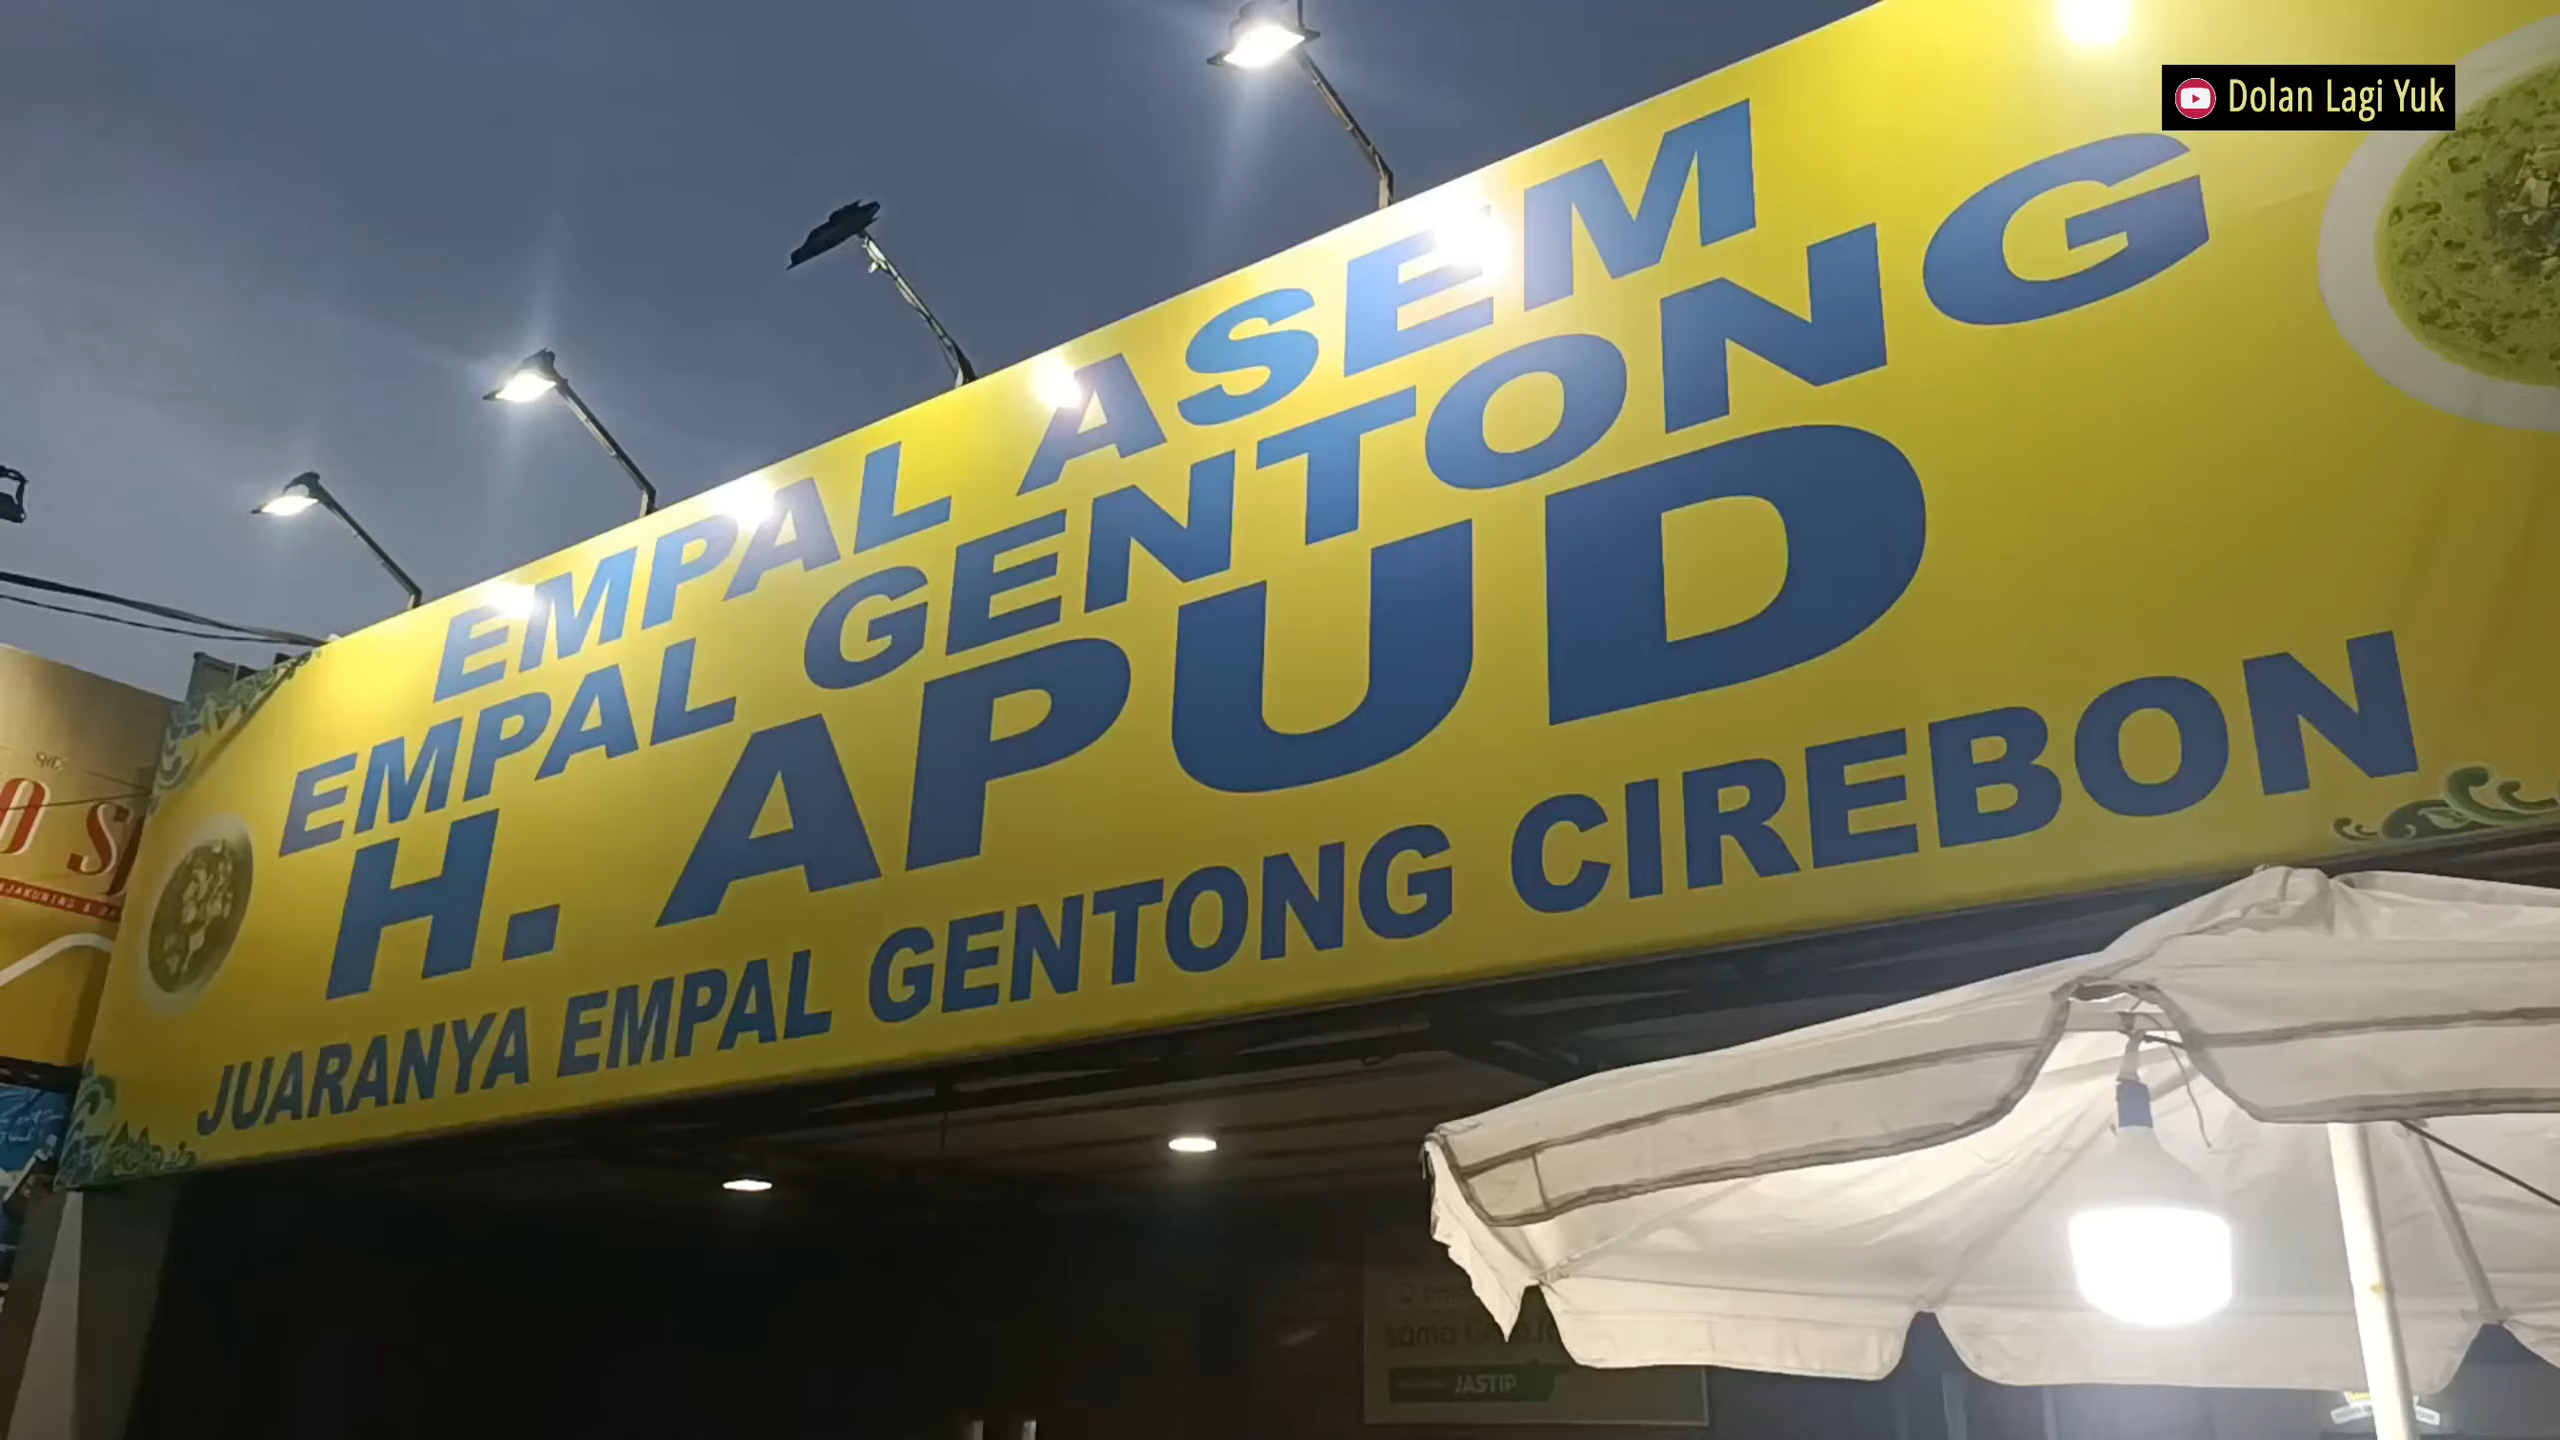 Dolan Lagi Yuk
EMPAL ASEM
EMPAL GENTONG
H. APUD
JUARANYA EMPAL GENTONG CIREBON
JASTIP